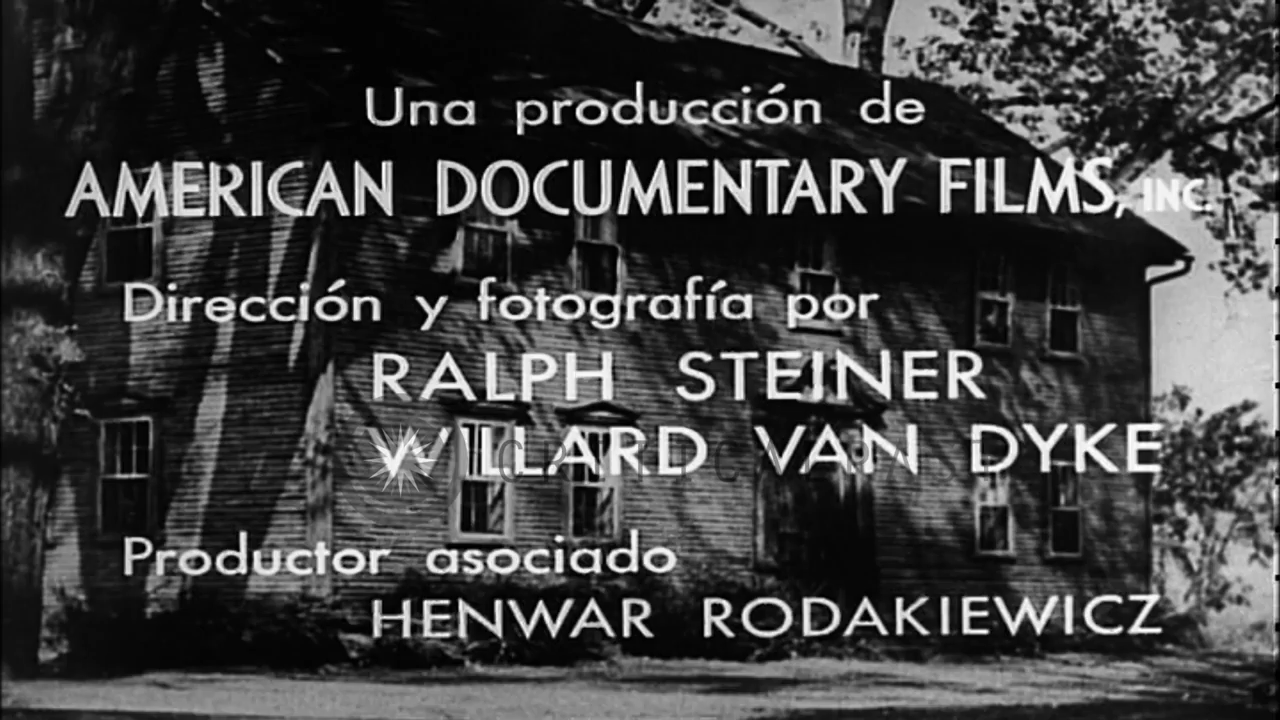 Una producción de
AMERICAN DOCUMENTARY FILMS, INC.
Dirección y fotografía por
RALPH STEINER
WILLARD VAN DYKE
Productor asociado
HENWAR RODAKIEWICZ